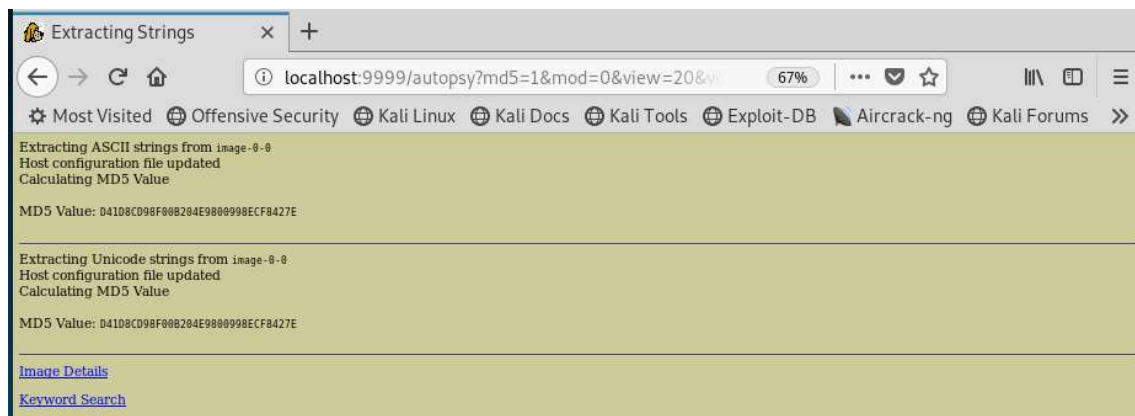 Extracting Strings
localhost:9999/autopsy?md5=1&mod=0&view=20&
67%
Most Visited Offensive Security Kali Linux Kali Docs Kali Tools Exploit-DB Aircrack-ng Kali Forums
Extracting ASCII strings from image-0-0
Host configuration file updated
Calculating MD5 Value
MD5 Value: D41D8CD98F00B204E9800998ECF8427E
Extracting Unicode strings from image-0-0
Host configuration file updated
Calculating MD5 Value
MD5 Value: D41D8CD98F00B204E9800998ECF8427E
Image Details
Keyword Search